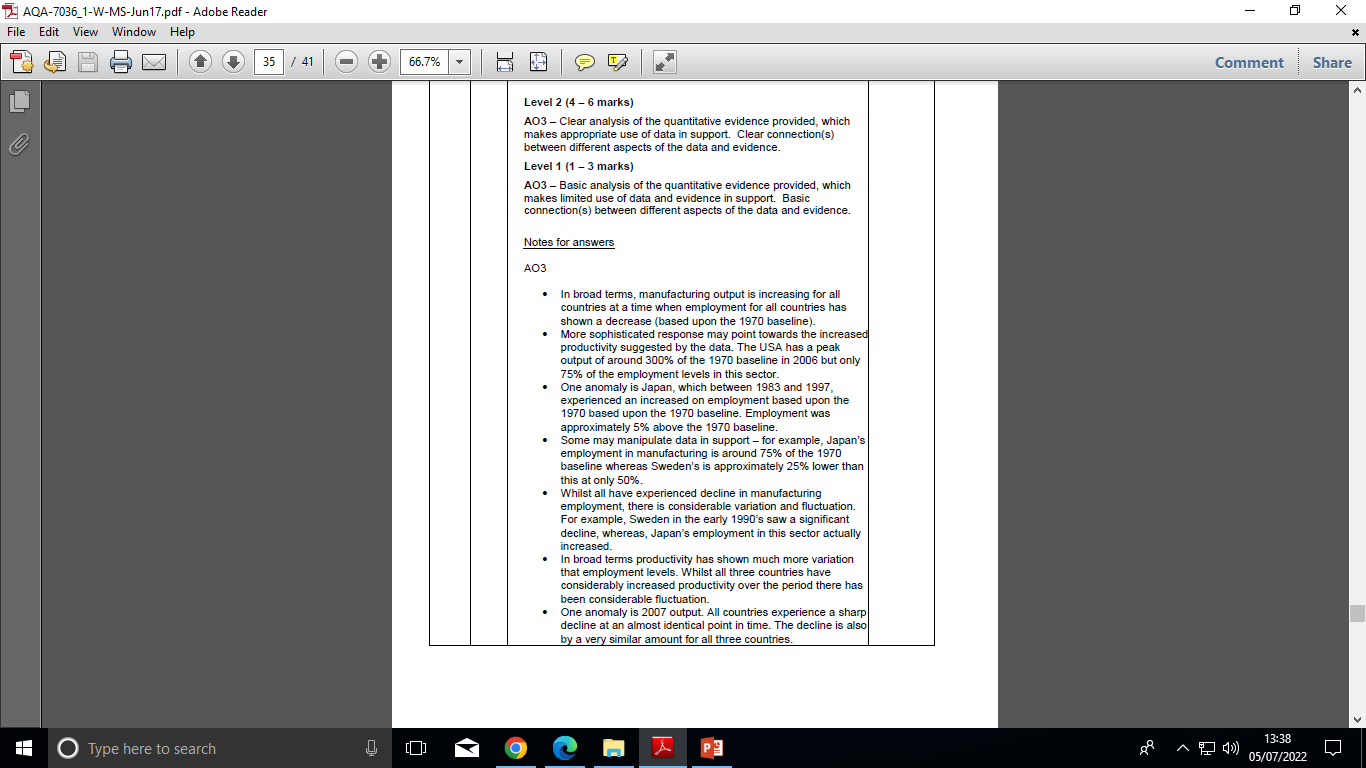 AQA-7036_1-W-MS-Jun17.pdf - Adobe Reader
File Edit View Window Help
35 / 41 66.7% Comment Share
Level 2 (4 – 6 marks)
AO3 – Clear analysis of the quantitative evidence provided, which
makes appropriate use of data in support. Clear connection(s)
between different aspects of the data and evidence.
Level 1 (1 – 3 marks)
AO3 – Basic analysis of the quantitative evidence provided, which
makes limited use of data and evidence in support. Basic
connection(s) between different aspects of the data and evidence.
Notes for answers
AO3
• In broad terms, manufacturing output is increasing for all
countries at a time when employment for all countries has
shown a decrease (based upon the 1970 baseline).
• More sophisticated response may point towards the increased
productivity suggested by the data. The USA has a peak
output of around 300% of the 1970 baseline in 2006 but only
75% of the employment levels in this sector.
• One anomaly is Japan, which between 1983 and 1997,
experienced an increased on employment based upon the
1970 based upon the 1970 baseline. Employment was
approximately 5% above the 1970 baseline.
• Some may manipulate data in support – for example, Japan's
employment in manufacturing is around 75% of the 1970
baseline whereas Sweden's is approximately 25% lower than
this at only 50%.
• Whilst all have experienced decline in manufacturing
employment, there is considerable variation and fluctuation.
For example, Sweden in the early 1990's saw a significant
decline, whereas, Japan's employment in this sector actually
increased.
• In broad terms productivity has shown much more variation
that employment levels. Whilst all three countries have
considerably increased productivity over the period there has
been considerable fluctuation.
• One anomaly is 2007 output. All countries experience a sharp
decline at an almost identical point in time. The decline is also
by a very similar amount for all three countries.
Type here to search
13:38
05/07/2022